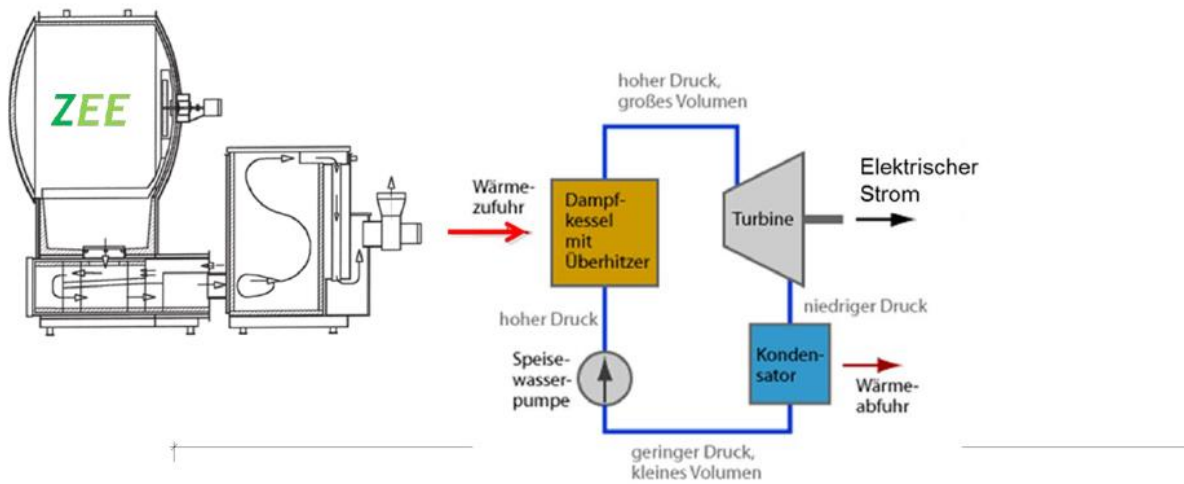 ZEE
hoher Druck,
großes Volumen
Wärme-
zufuhr
Dampf-
kessel
mit
Überhitzer
Turbine
Elektrischer
Strom
hoher Druck
niedriger Druck
Speise-
wasser-
pumpe
Konden-
sator
Wärme-
abfuhr
geringer Druck,
kleines Volumen